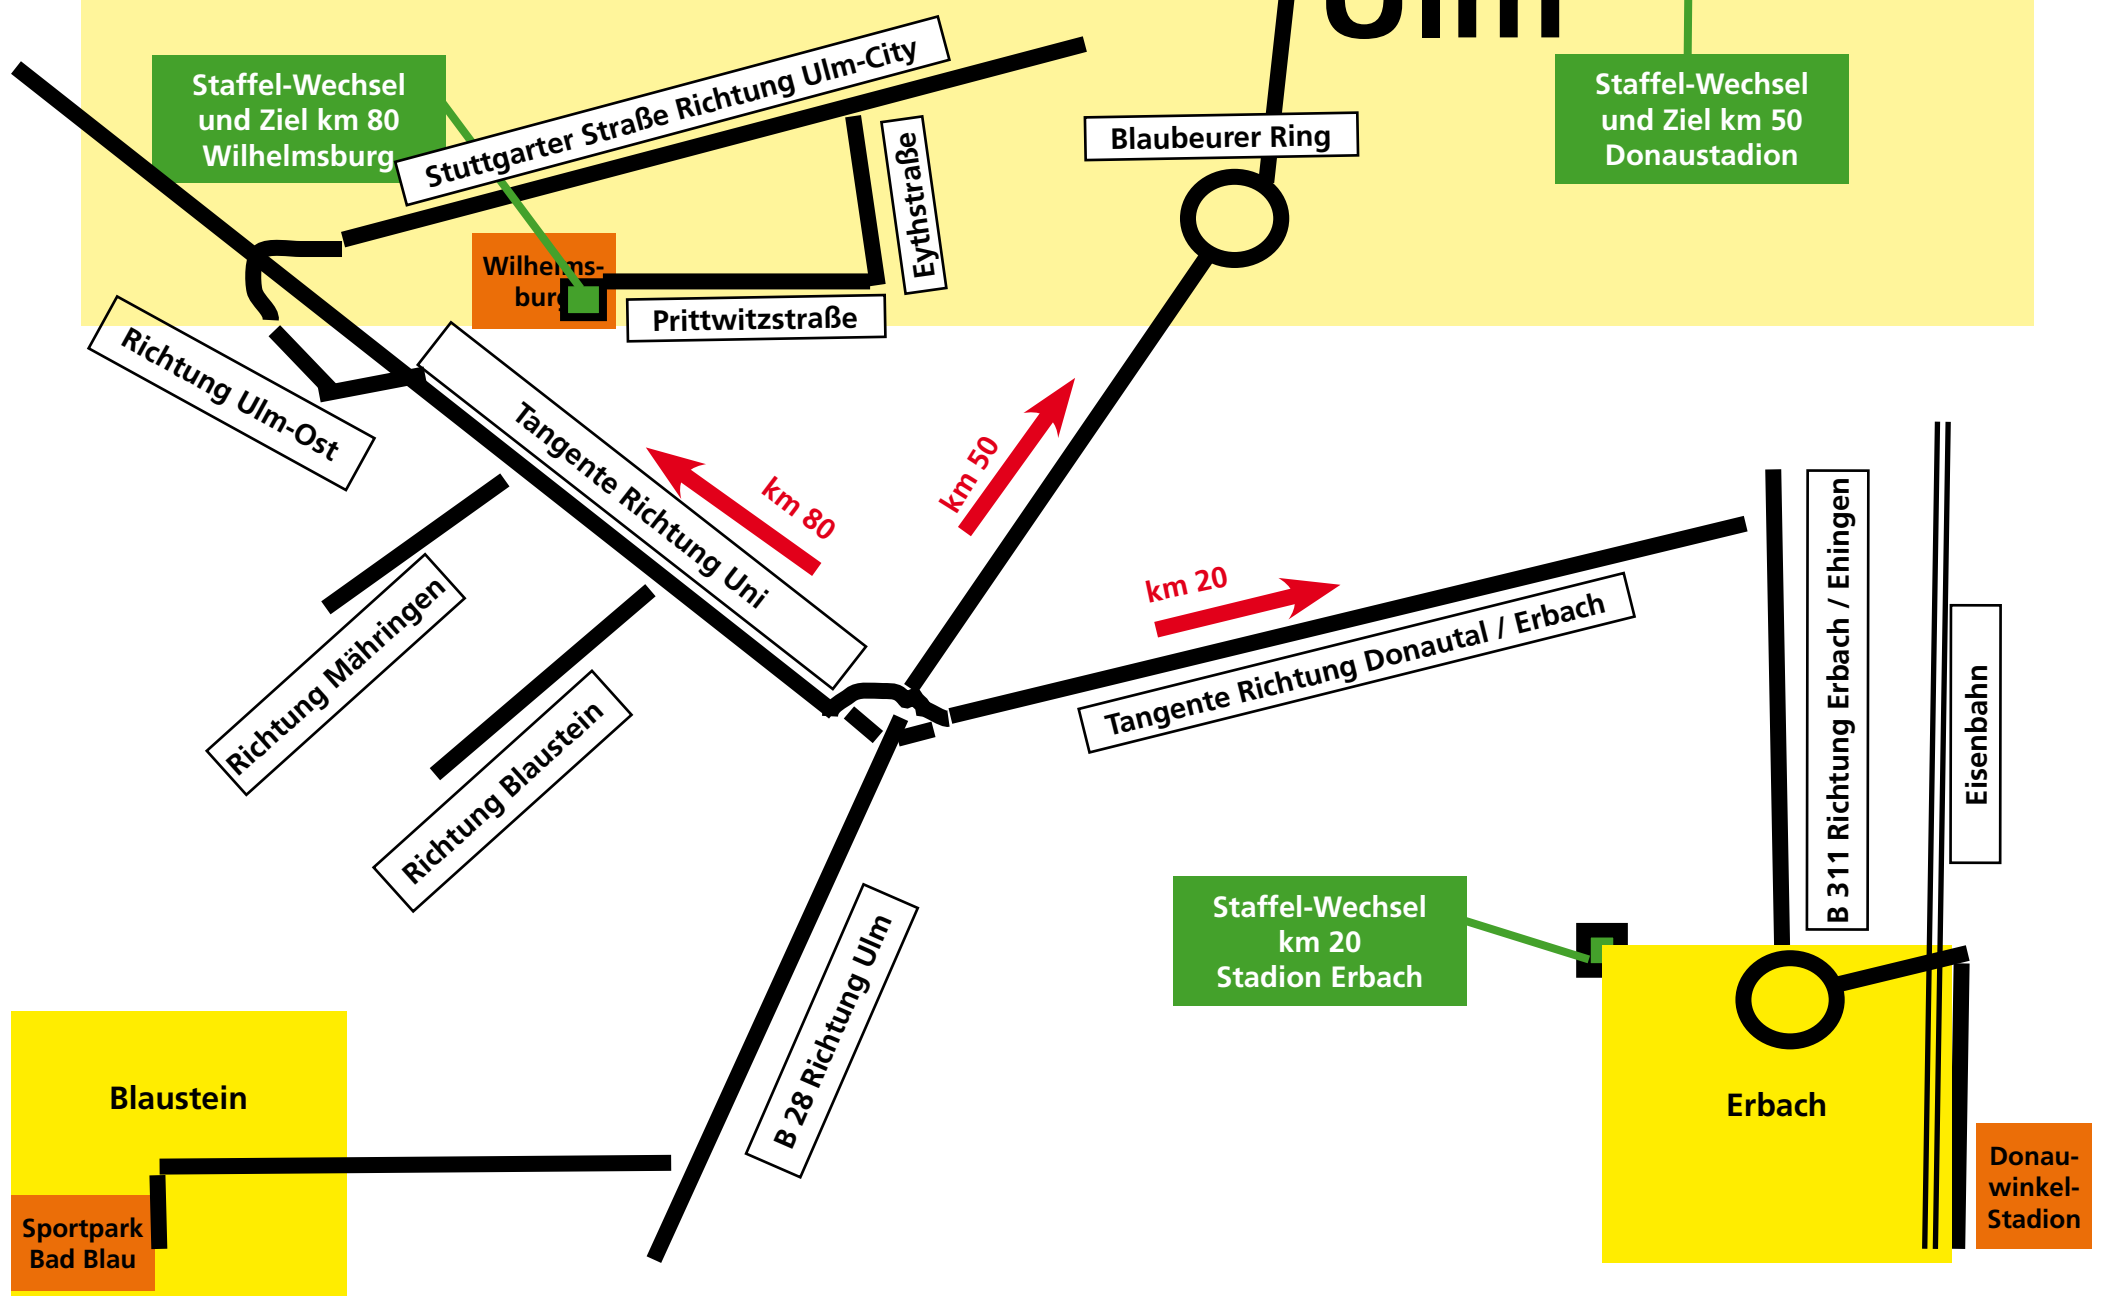 Ulm
Staffel-Wechsel
und Ziel km 80
Wilhelmsburg
Stuttgarter Straße Richtung Ulm-City
Staffel-Wechsel
und Ziel km 50
Donaustadion
Blaubeurer Ring
Eythstraße
Wilhelms-
burg
Prittwitzstraße
Richtung Ulm-Ost
Tangente Richtung Uni
km 80
km 50
km 20
Tangente Richtung Donautal / Erbach
B 311 Richtung Erbach / Ehingen
Eisenbahn
Richtung Mähringen
Richtung Blaustein
B 28 Richtung Ulm
Staffel-Wechsel
km 20
Stadion Erbach
Blaustein
Erbach
Sportpark
Bad Blau
Donau-
winkel-
Stadion